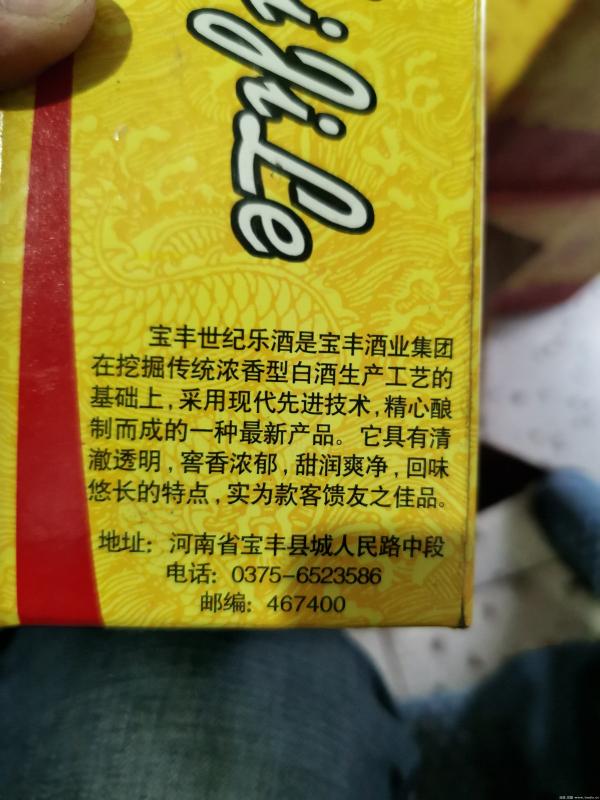 JiLe
宝丰世纪乐酒是宝丰酒业集团
在挖掘传统浓香型白酒生产工艺的
基础上,采用现代先进技术,精心酿
制而成的一种最新产品。它具有清
澈透明,窖香浓郁,甜润爽净,回味
悠长的特点,实为款客馈友之佳品。
地址：河南省宝丰县城人民路中段
电话：0375-6523586
邮编：467400